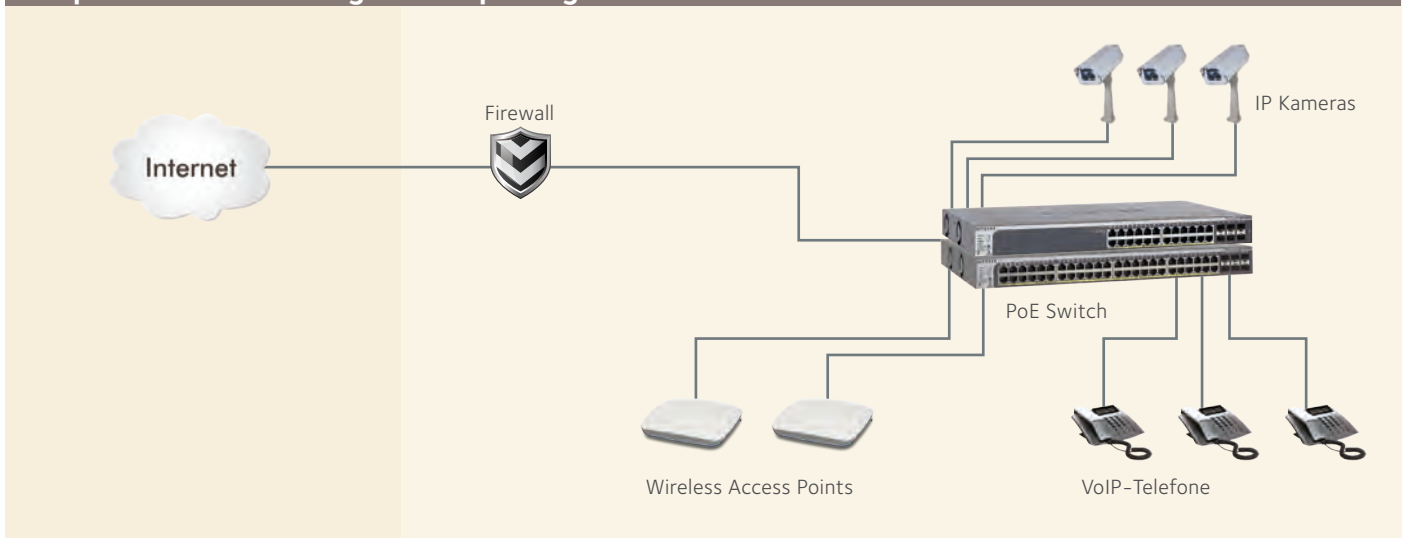 Firewall
IP Kameras
Internet
PoE Switch
Wireless Access Points
VoIP-Telefone